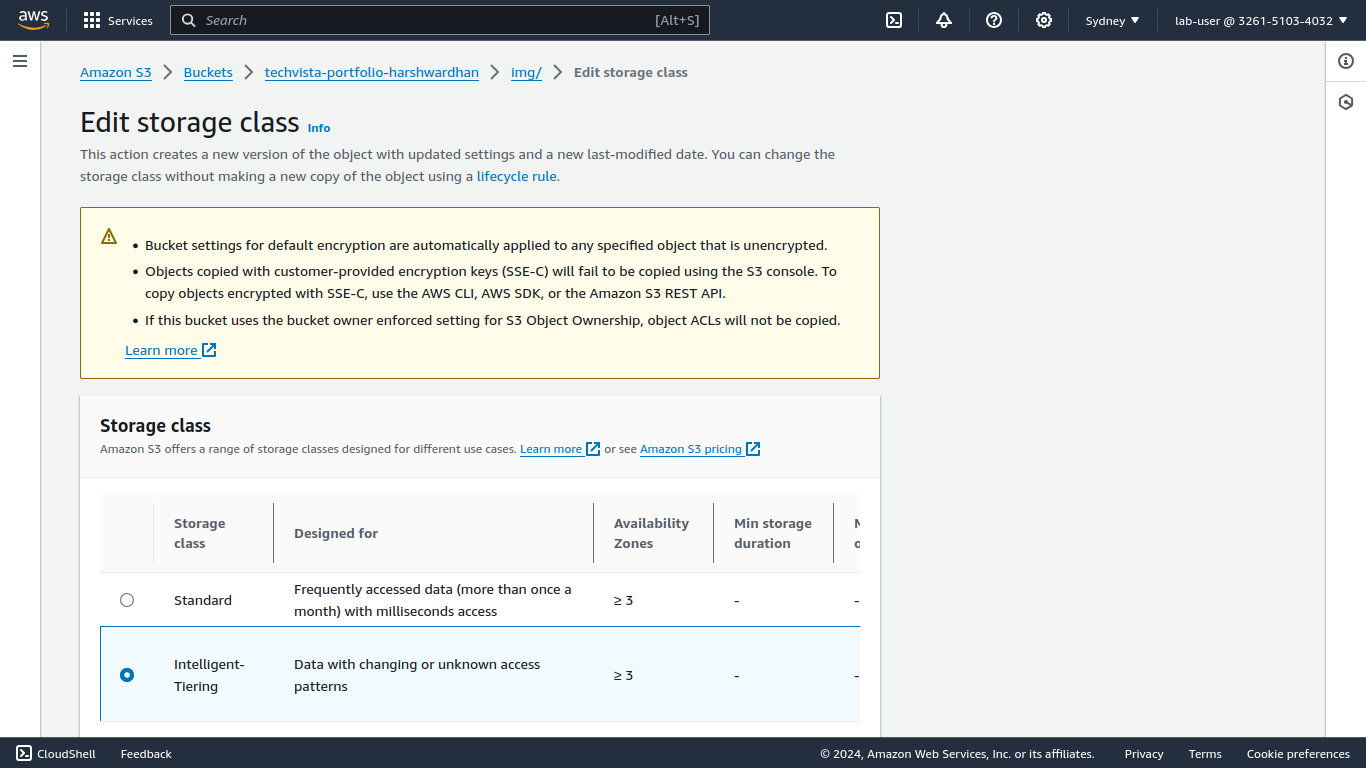 aws
Services
Search
[Alt+S]
Sydney
lab-user @ 3261-5103-4032
Amazon S3
Buckets
techvista-portfolio-harshwardhan
img/
Edit storage class
Edit storage class
Info
This action creates a new version of the object with updated settings and a new last-modified date. You can change the
storage class without making a new copy of the object using a lifecycle rule.
• Bucket settings for default encryption are automatically applied to any specified object that is unencrypted.
• Objects copied with customer-provided encryption keys (SSE-C) will fail to be copied using the S3 console. To
copy objects encrypted with SSE-C, use the AWS CLI, AWS SDK, or the Amazon S3 REST API.
• If this bucket uses the bucket owner enforced setting for S3 Object Ownership, object ACLs will not be copied.
Learn more
Storage class
Amazon S3 offers a range of storage classes designed for different use cases. Learn more or see Amazon S3 pricing
Storage
class
Designed for
Availability
Zones
Min storage
duration
Standard
Frequently accessed data (more than once a
month) with milliseconds access
≥ 3
-
-
Intelligent-
Tiering
Data with changing or unknown access
patterns
≥ 3
-
-
CloudShell
Feedback
© 2024, Amazon Web Services, Inc. or its affiliates.
Privacy
Terms
Cookie preferences